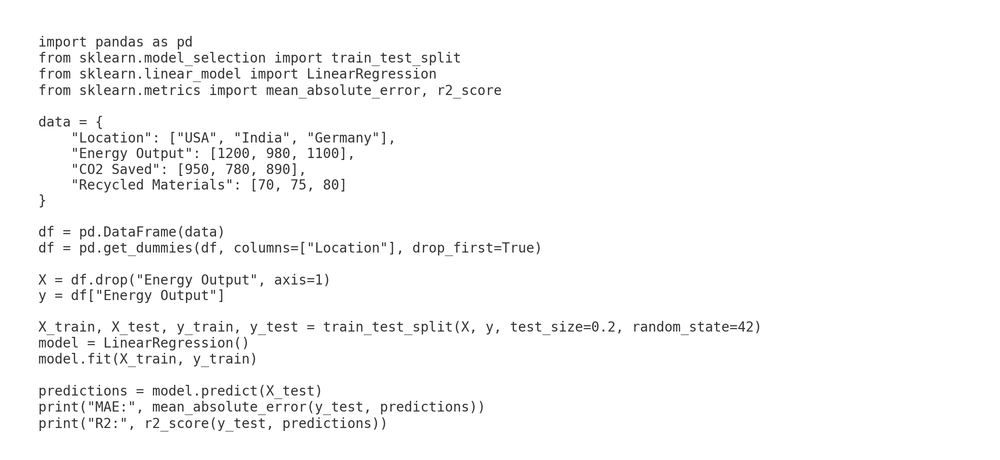 import pandas as pd
from sklearn.model_selection import train_test_split
from sklearn.linear_model import LinearRegression
from sklearn.metrics import mean_absolute_error, r2_score

data = {
    "Location": ["USA", "India", "Germany"],
    "Energy Output": [1200, 980, 1100],
    "CO2 Saved": [950, 780, 890],
    "Recycled Materials": [70, 75, 80]
}

df = pd.DataFrame(data)
df = pd.get_dummies(df, columns=["Location"], drop_first=True)

X = df.drop("Energy Output", axis=1)
y = df["Energy Output"]

X_train, X_test, y_train, y_test = train_test_split(X, y, test_size=0.2, random_state=42)
model = LinearRegression()
model.fit(X_train, y_train)

predictions = model.predict(X_test)
print("MAE:", mean_absolute_error(y_test, predictions))
print("R2:", r2_score(y_test, predictions))